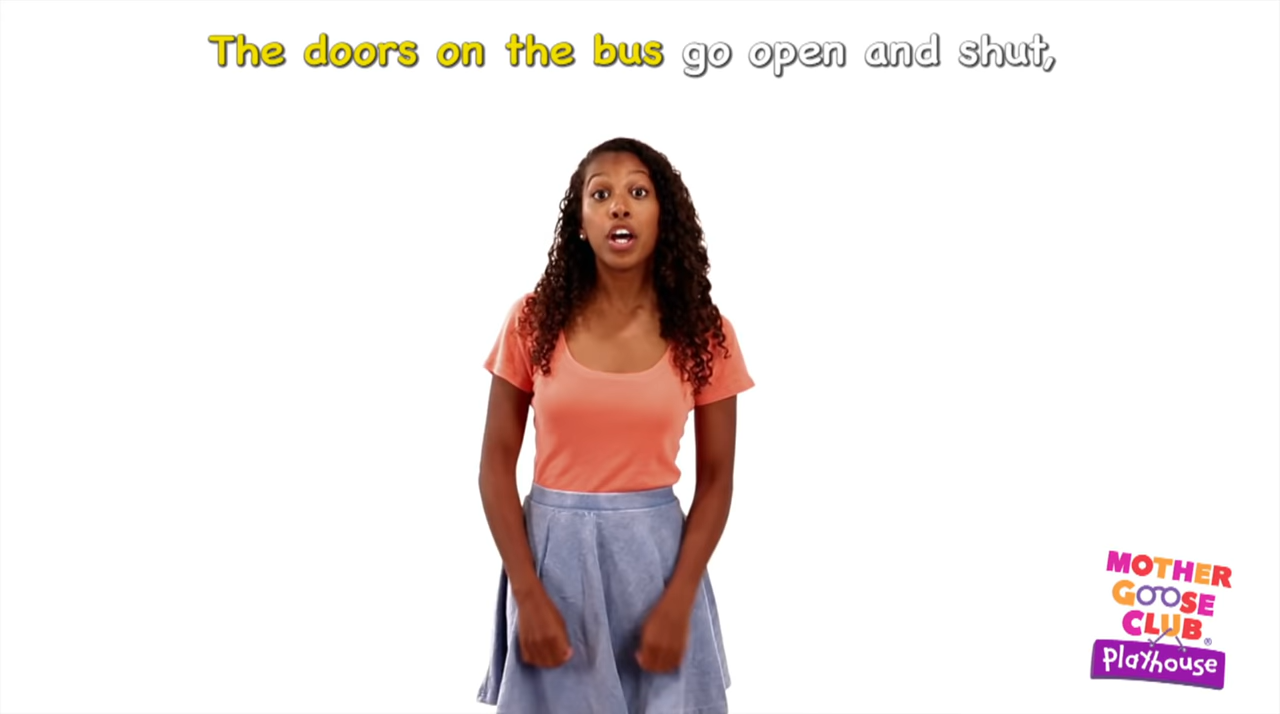 The doors on the bus go open and shut,
MOTHER
GOOSE
CLUB®
Playhouse